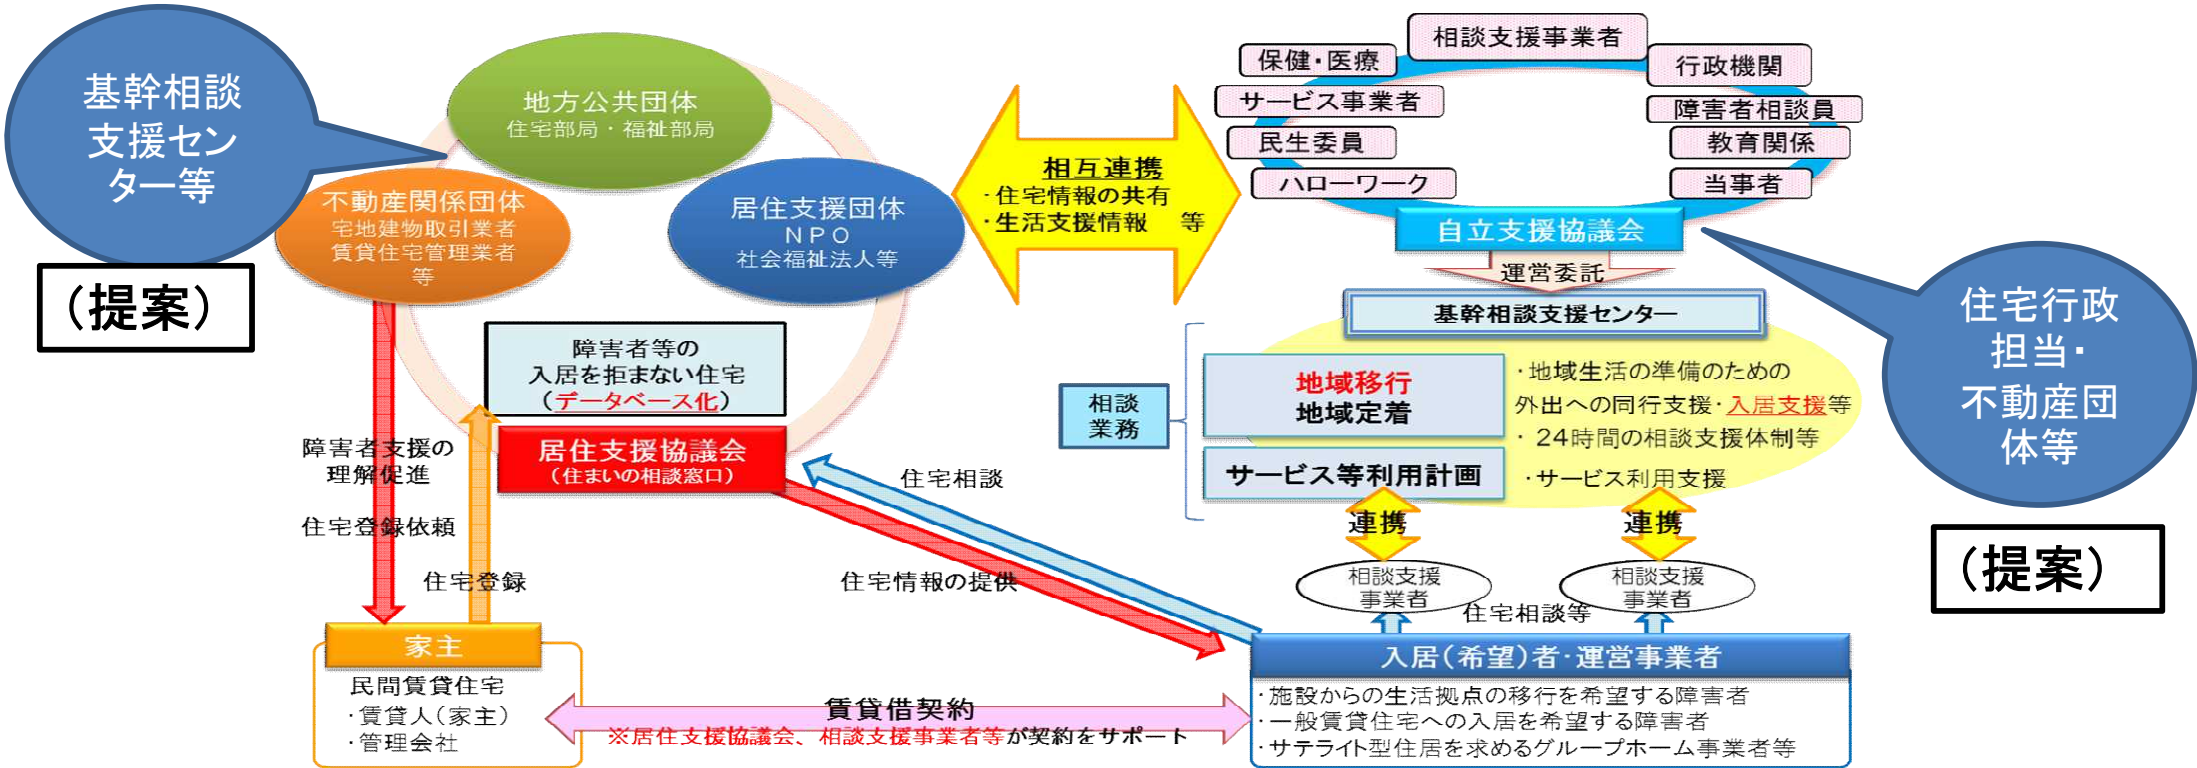 基幹相談
支援セン
ター等
（提案）
地方公共団体
住宅部局・福祉部局
不動産関係団体
宅地建物取引業者
賃貸住宅管理業者
等
居住支援団体
ＮＰＯ
社会福祉法人等
障害者等の
入居を拒まない住宅
（データベース化）
居住支援協議会
（住まいの相談窓口）
相互連携
・住宅情報の共有
・生活支援情報　等
相談支援事業者
保健・医療
行政機関
サービス事業者
障害者相談員
民生委員
教育関係
ハローワーク
当事者
自立支援協議会
運営委託
基幹相談支援センター
相談
業務
地域移行
地域定着
・地域生活の準備のための
外出への同行支援・入居支援等
・24時間の相談支援体制等
サービス等利用計画
・サービス利用支援
連携
連携
相談支援
事業者
相談支援
事業者
住宅相談等
住宅行政
担当・
不動産団
体等
（提案）
障害者支援の
理解促進
住宅登録依頼
住宅登録
住宅相談
住宅情報の提供
家主
民間賃貸住宅
・賃貸人（家主）
・管理会社
賃貸借契約
※居住支援協議会、相談支援事業者等が契約をサポート
入居（希望）者・運営事業者
・施設からの生活拠点の移行を希望する障害者
・一般賃貸住宅への入居を希望する障害者
・サテライト型住居を求めるグループホーム事業者等